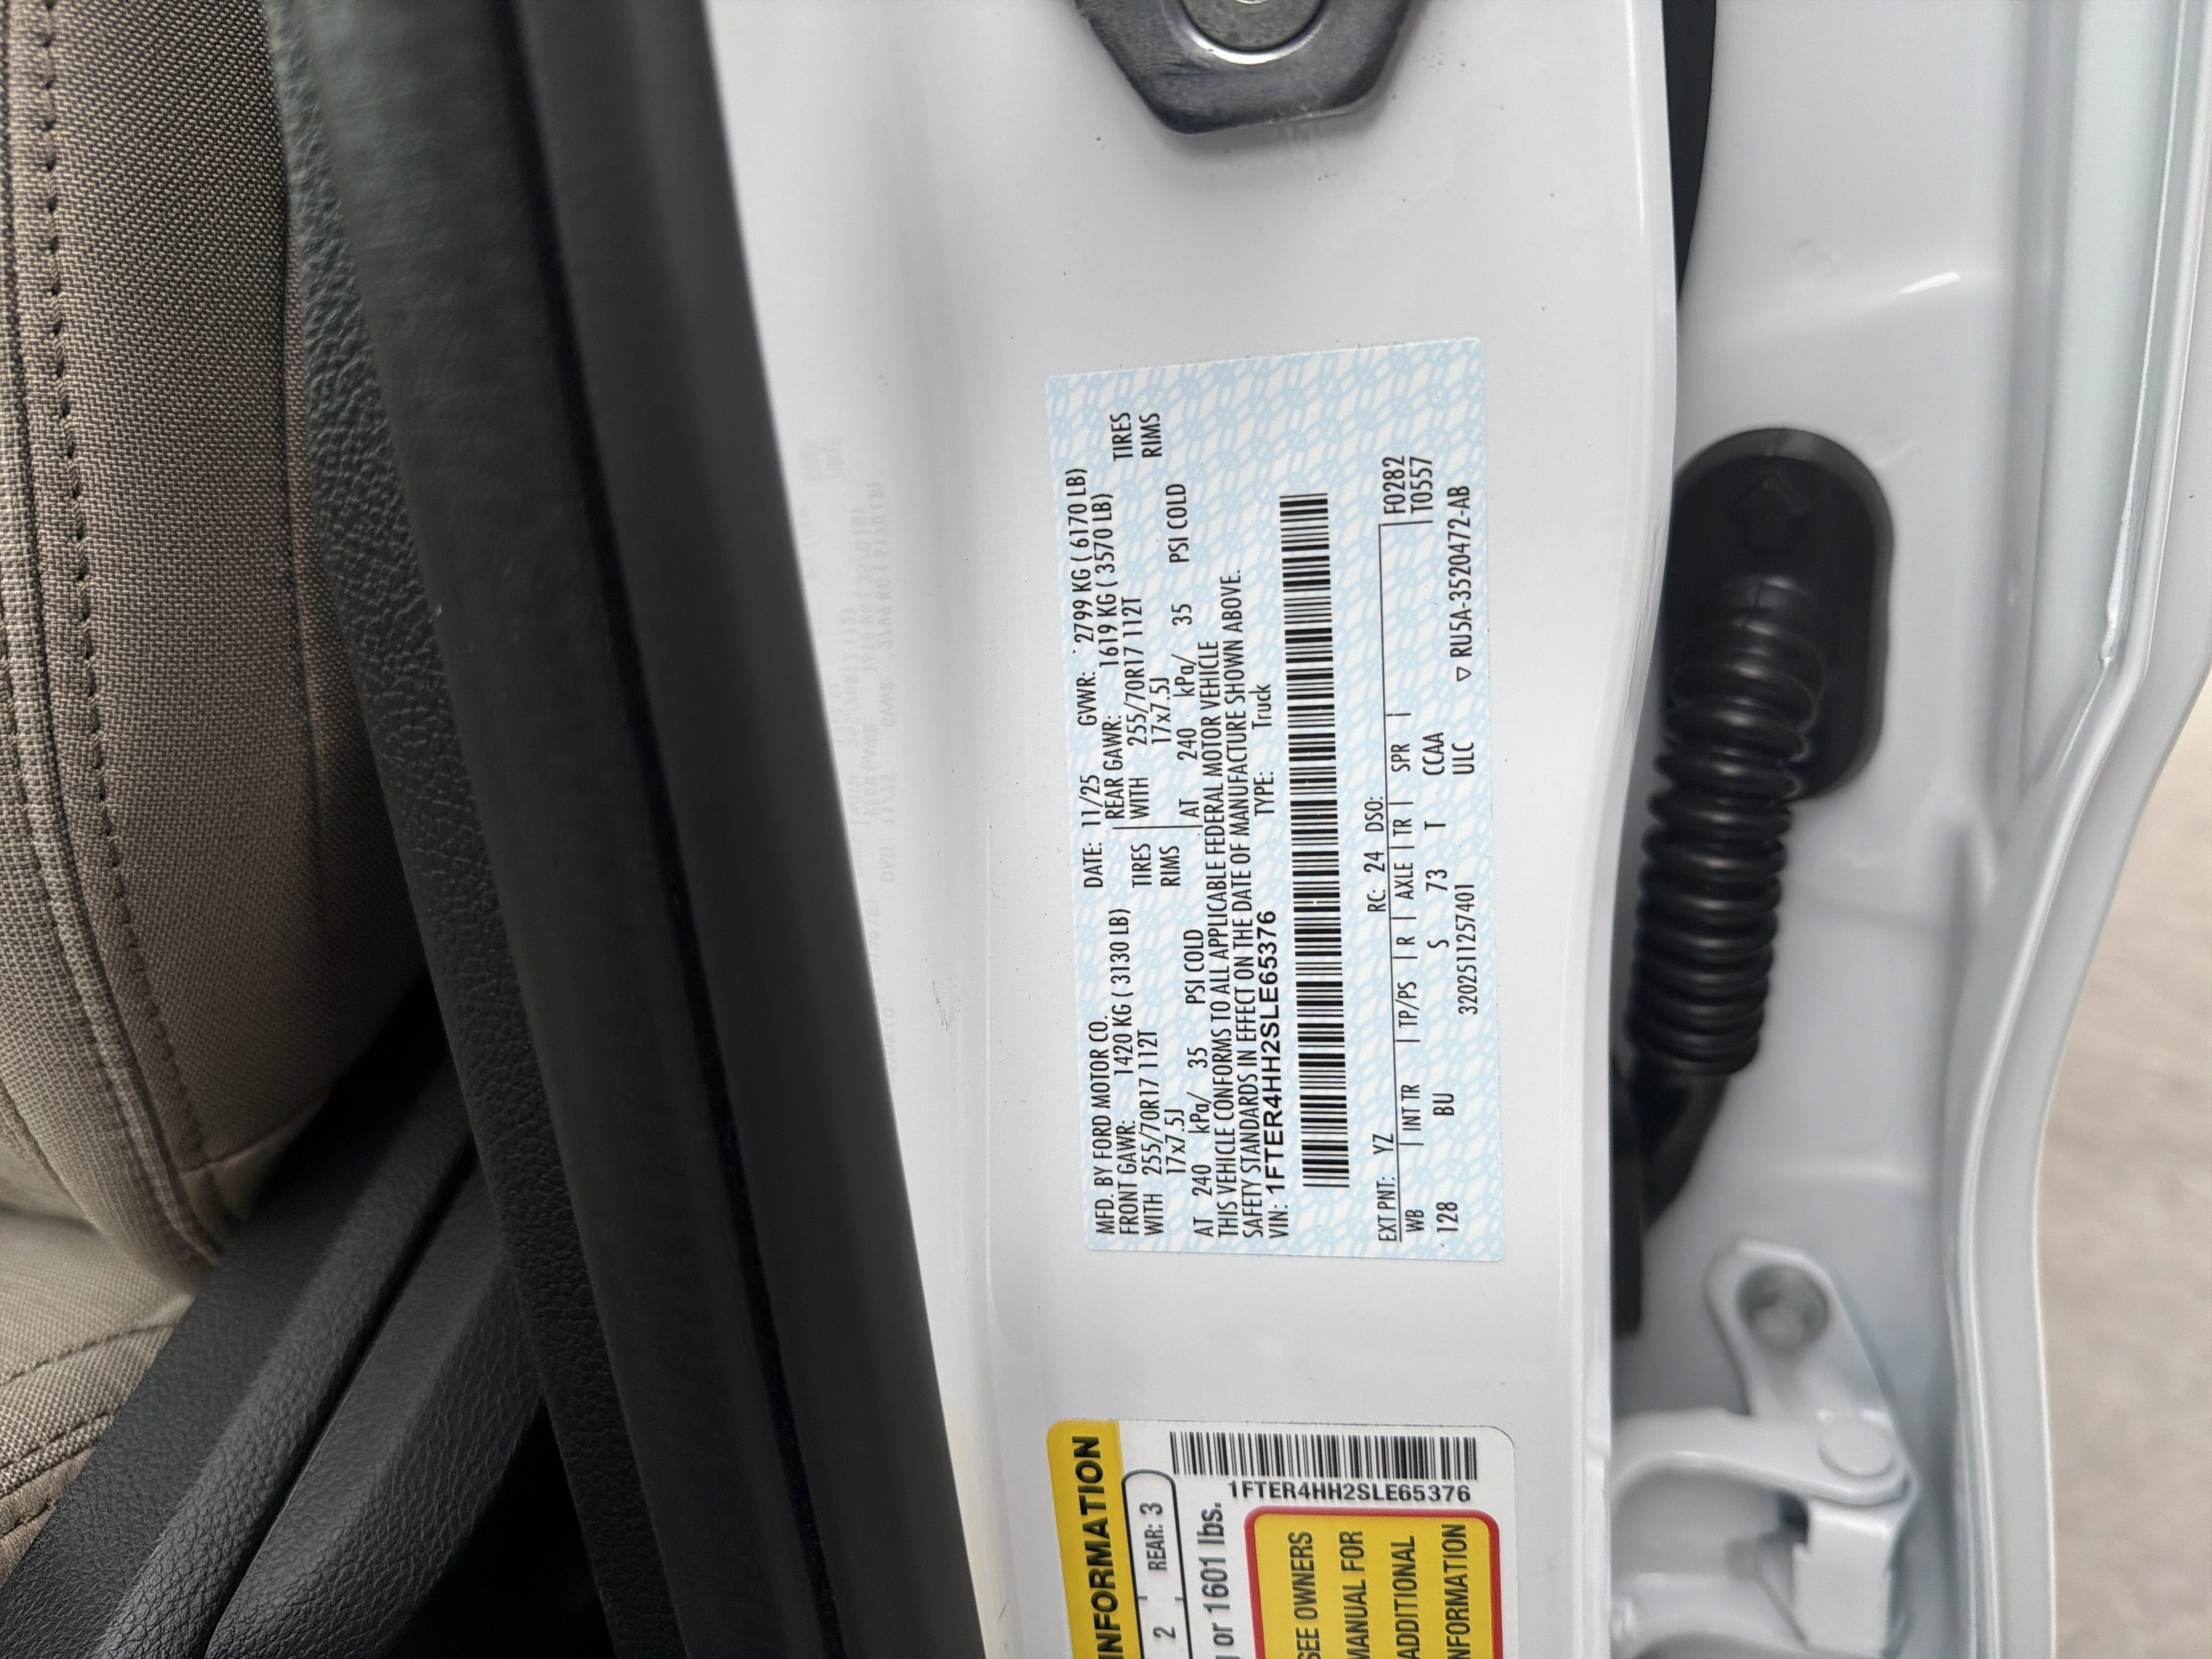 MFD. BY FORD MOTOR CO. DATE: 11/25 GVWR: 2799 KG ( 6170 LB)
FRONT GAWR: 1420 KG ( 3130 LB) REAR GAWR: 1619 KG ( 3570 LB)
WITH 255/70R17 112T TIRES WITH 255/70R17 112T TIRES
17x7.5J RIMS 17x7.5J RIMS
AT 240 kPa/ 35 PSI COLD AT 240 kPa/ 35 PSI COLD
THIS VEHICLE CONFORMS TO ALL APPLICABLE FEDERAL MOTOR VEHICLE
SAFETY STANDARDS IN EFFECT ON THE DATE OF MANUFACTURE SHOWN ABOVE.
VIN: 1FTER4HH2SLE65376 TYPE: Truck
EXT PNT: YZ RC: 24 DSO: F0282
WB INT TR TP/PS R AXLE TR SPR T0557
128 BU S 73 T CCAA
3202511257401 ULC ▽ RU5A-3520472-AB
INFORMATION
2 REAR: 3
or 1601 lbs.
1FTER4HH2SLE65376
SEE OWNERS
MANUAL FOR
ADDITIONAL
INFORMATION